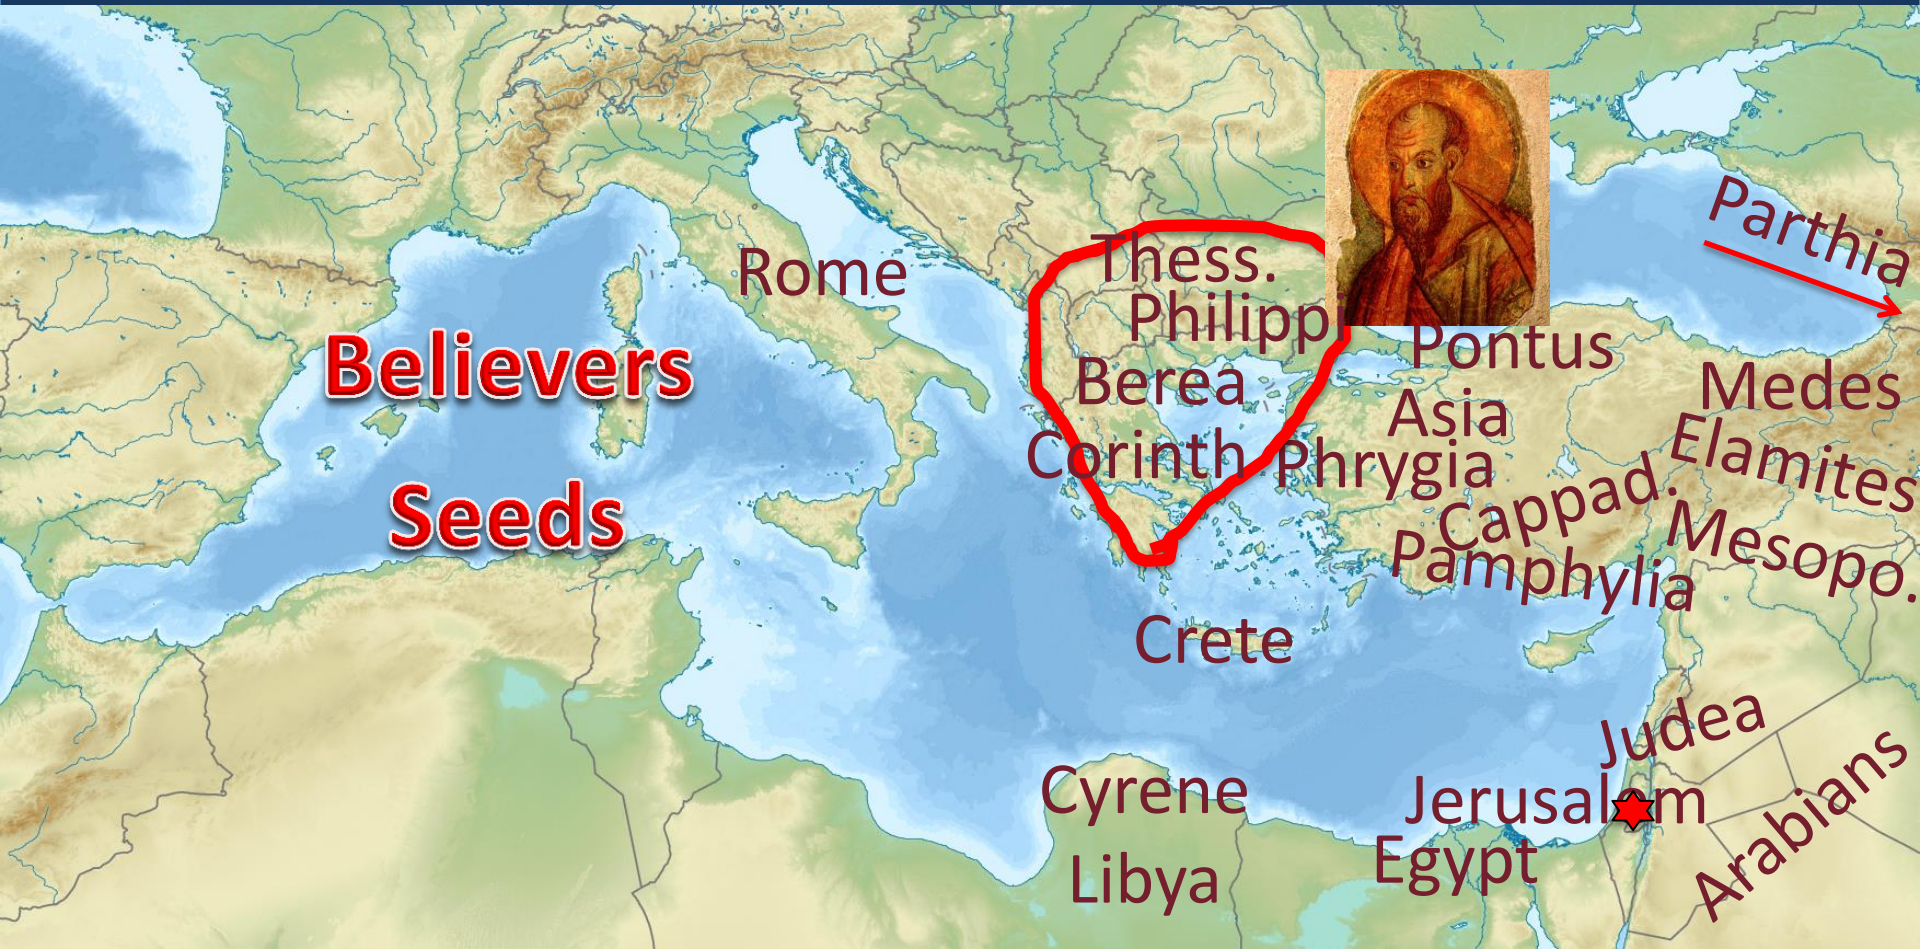 Parthia
Rome
Thess.
Philippi
Believers
Berea
Pontus
Asia
Medes
Corinth
Phrygia
Elamites
Seeds
Cappad.
Mesopo.
Pamphylia
Crete
Judea
Cyrene
Jerusalem
Arabians
Libya
Egypt